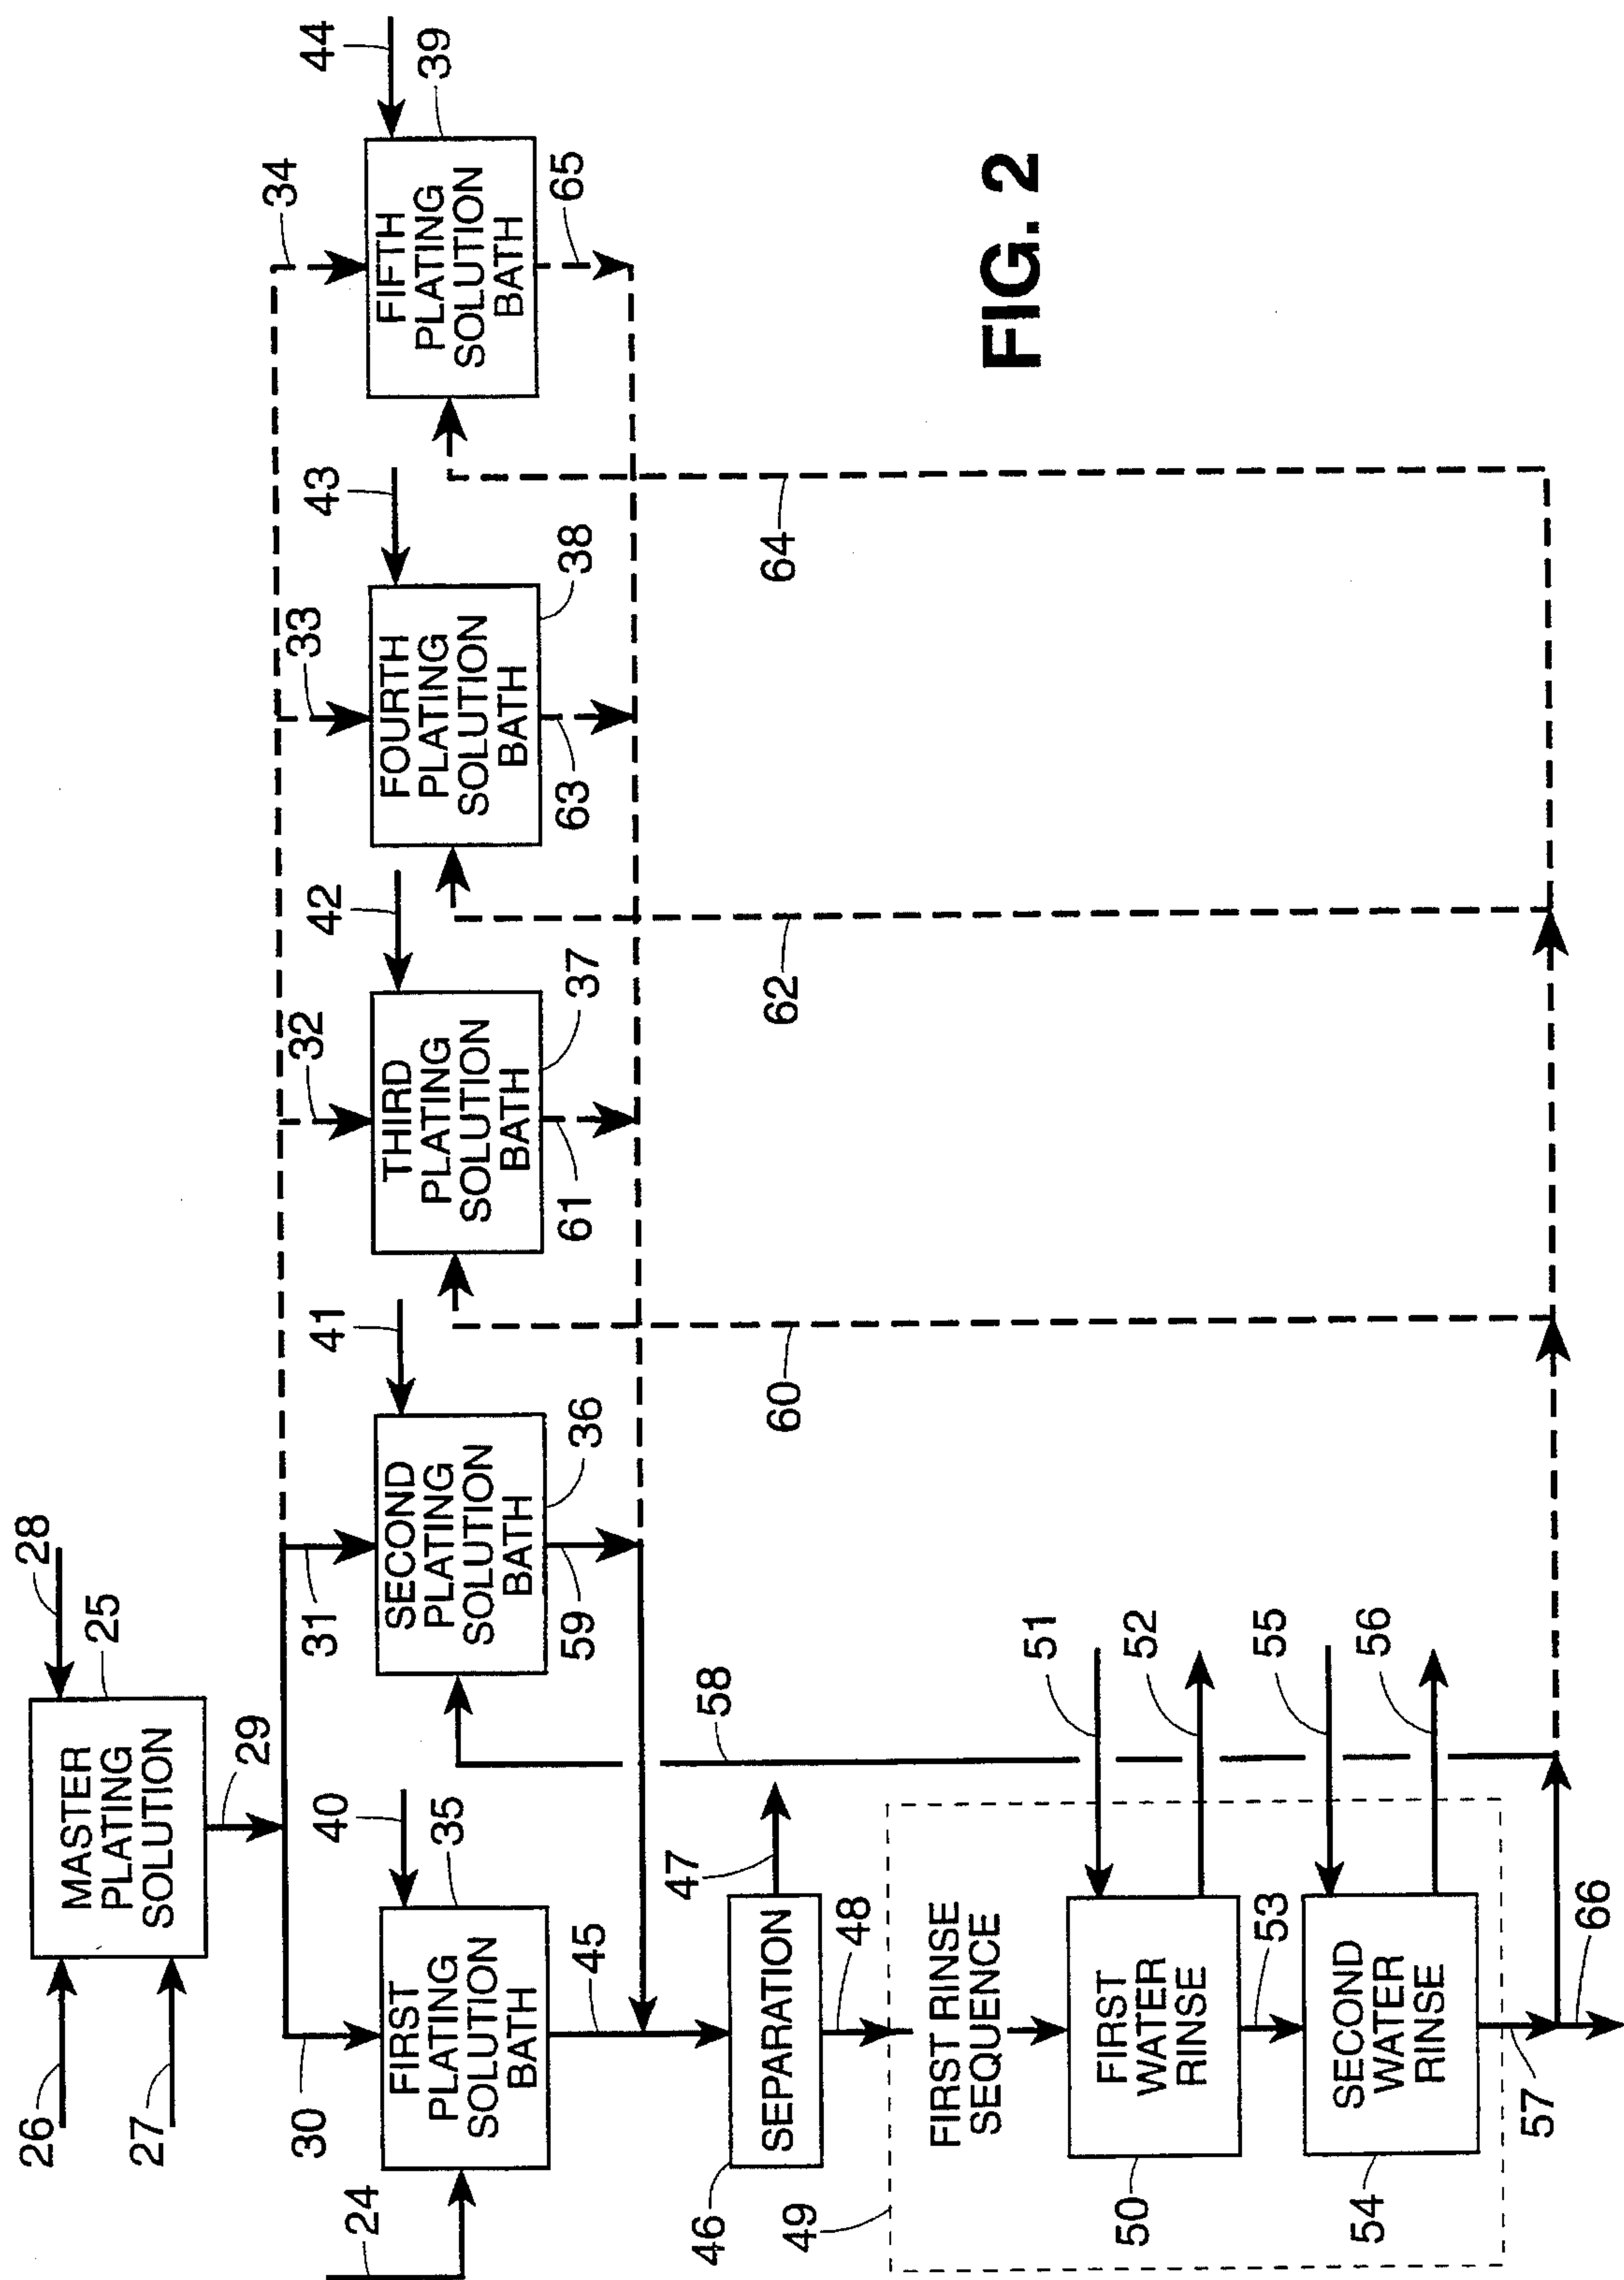 28
26
27
MASTER
PLATING
SOLUTION
25
29
30
31
32
33
34
24
40
41
42
43
44
FIRST
PLATING
SOLUTION
BATH
35
SECOND
PLATING
SOLUTION
BATH
36
THIRD
PLATING
SOLUTION
BATH
37
FOURTH
PLATING
SOLUTION
BATH
38
FIFTH
PLATING
SOLUTION
BATH
39
45
59
61
63
65
46
SEPARATION
47
48
58
60
62
64
49
FIRST RINSE
SEQUENCE
50
FIRST
WATER
RINSE
51
52
53
54
SECOND
WATER
RINSE
55
56
57
66
FIG. 2